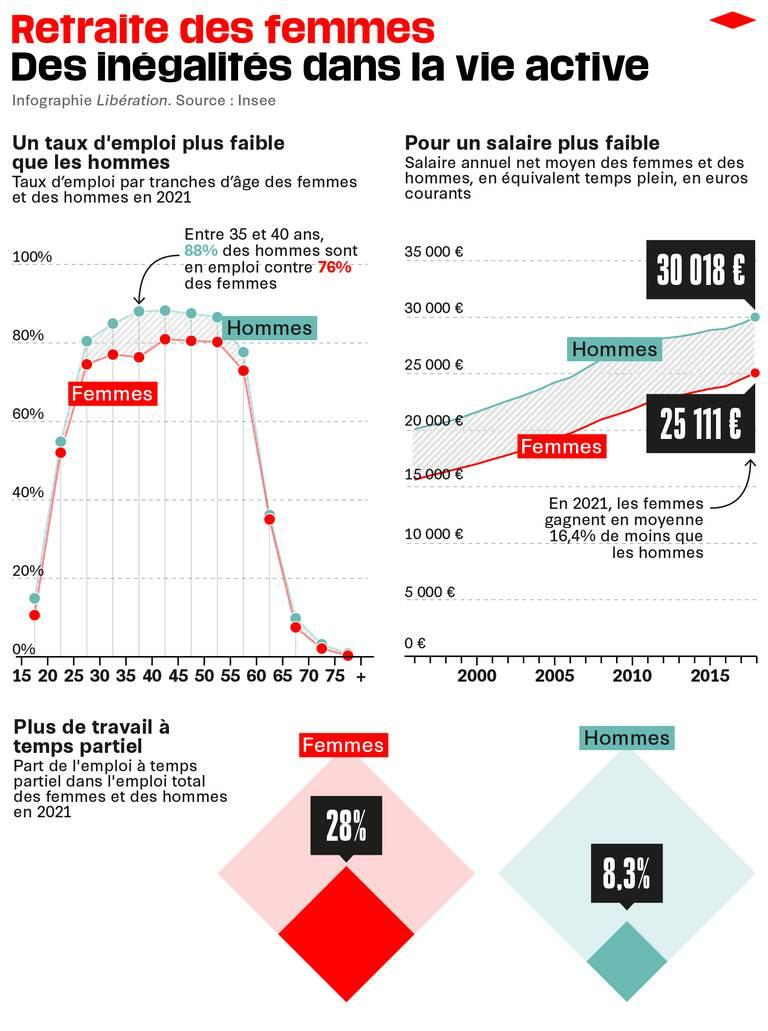 Retraite des femmes
Des inégalités dans la vie active
Infographie Libération. Source : Insee
Un taux d'emploi plus faible
que les hommes
Taux d'emploi par tranches d'âge des femmes
et des hommes en 2021
Entre 35 et 40 ans,
88% des hommes sont
en emploi contre 76%
des femmes
100%
80%
60%
40%
20%
0%
Hommes
Femmes
15 20 25 30 35 40 45 50 55 60 65 70 75 +
Pour un salaire plus faible
Salaire annuel net moyen des femmes et des
hommes, en équivalent temps plein, en euros
courants
35 000 €
30 000 €
25 000 €
20 000 €
15 000 €
10 000 €
5 000 €
0 €
30 018 €
Hommes
25 111 €
Femmes
En 2021, les femmes
gagnent en moyenne
16,4% de moins que
les hommes
2000 2005 2010 2015
Plus de travail à
temps partiel
Part de l'emploi à temps
partiel dans l'emploi total
des femmes et des hommes
en 2021
Femmes
28%
Hommes
8,3%